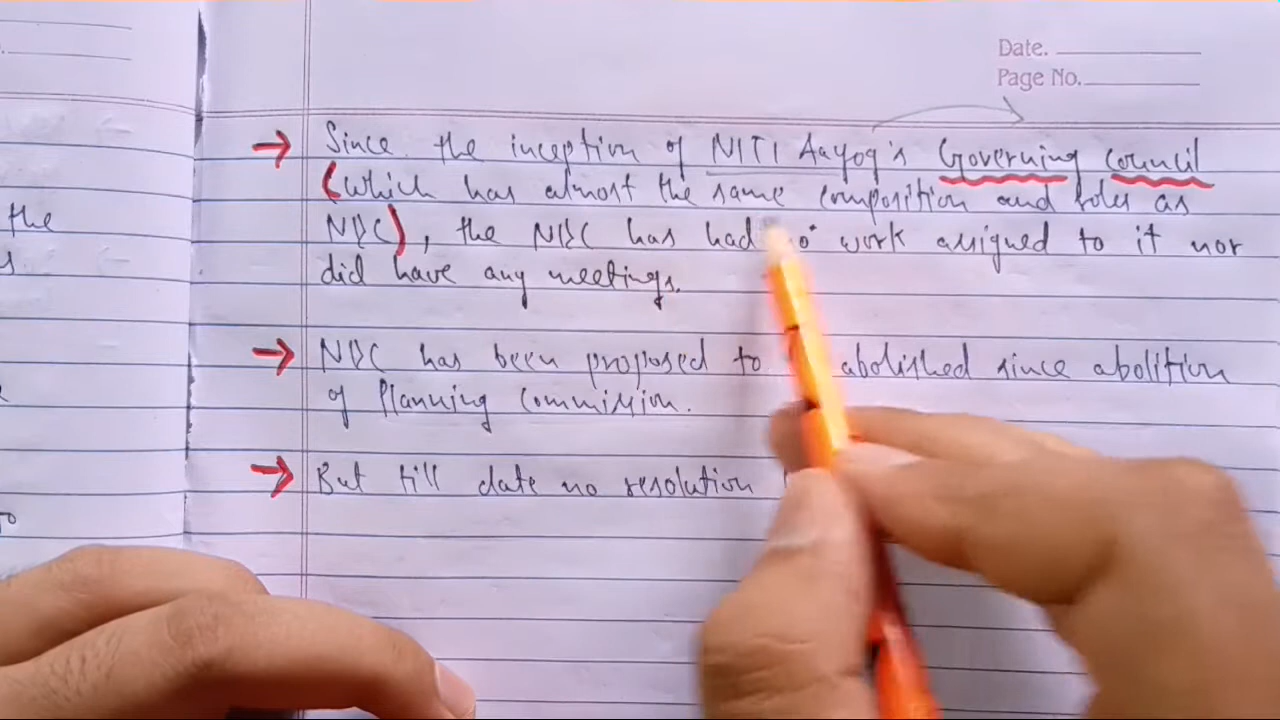 Date.
Page No.
→ Since the inception of NITI Aayog's Governing Council
(which has almost the same composition and roles as
NDC), the NDC has had no work assigned to it nor
did have any meetings.
→ NDC has been proposed to abolished since abolition
of Planning Commission.
→ But till date no resolution
the